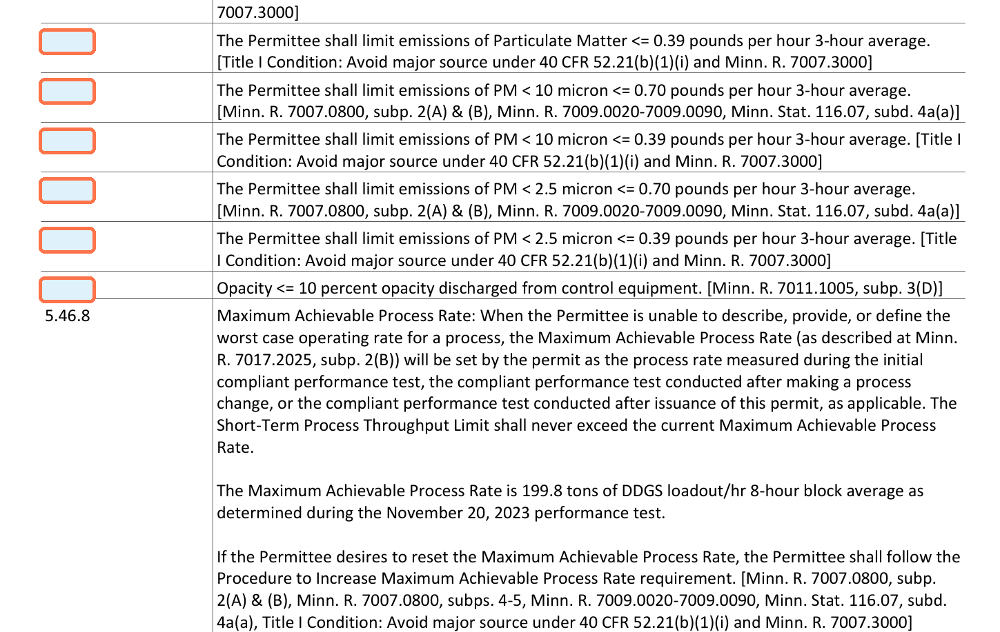 7007.3000]
The Permittee shall limit emissions of Particulate Matter <= 0.39 pounds per hour 3-hour average.
[Title I Condition: Avoid major source under 40 CFR 52.21(b)(1)(i) and Minn. R. 7007.3000]
The Permittee shall limit emissions of PM < 10 micron <= 0.70 pounds per hour 3-hour average.
[Minn. R. 7007.0800, subp. 2(A) & (B), Minn. R. 7009.0020-7009.0090, Minn. Stat. 116.07, subd. 4a(a)]
The Permittee shall limit emissions of PM < 10 micron <= 0.39 pounds per hour 3-hour average. [Title I
Condition: Avoid major source under 40 CFR 52.21(b)(1)(i) and Minn. R. 7007.3000]
The Permittee shall limit emissions of PM < 2.5 micron <= 0.70 pounds per hour 3-hour average.
[Minn. R. 7007.0800, subp. 2(A) & (B), Minn. R. 7009.0020-7009.0090, Minn. Stat. 116.07, subd. 4a(a)]
The Permittee shall limit emissions of PM < 2.5 micron <= 0.39 pounds per hour 3-hour average. [Title
I Condition: Avoid major source under 40 CFR 52.21(b)(1)(i) and Minn. R. 7007.3000]
Opacity <= 10 percent opacity discharged from control equipment. [Minn. R. 7011.1005, subp. 3(D)]
5.46.8 Maximum Achievable Process Rate: When the Permittee is unable to describe, provide, or define the
worst case operating rate for a process, the Maximum Achievable Process Rate (as described at Minn.
R. 7017.2025, subp. 2(B)) will be set by the permit as the process rate measured during the initial
compliant performance test, the compliant performance test conducted after making a process
change, or the compliant performance test conducted after issuance of this permit, as applicable. The
Short-Term Process Throughput Limit shall never exceed the current Maximum Achievable Process
Rate.
The Maximum Achievable Process Rate is 199.8 tons of DDGS loadout/hr 8-hour block average as
determined during the November 20, 2023 performance test.
If the Permittee desires to reset the Maximum Achievable Process Rate, the Permittee shall follow the
Procedure to Increase Maximum Achievable Process Rate requirement. [Minn. R. 7007.0800, subp.
2(A) & (B), Minn. R. 7007.0800, subps. 4-5, Minn. R. 7009.0020-7009.0090, Minn. Stat. 116.07, subd.
4a(a), Title I Condition: Avoid major source under 40 CFR 52.21(b)(1)(i) and Minn. R. 7007.3000]